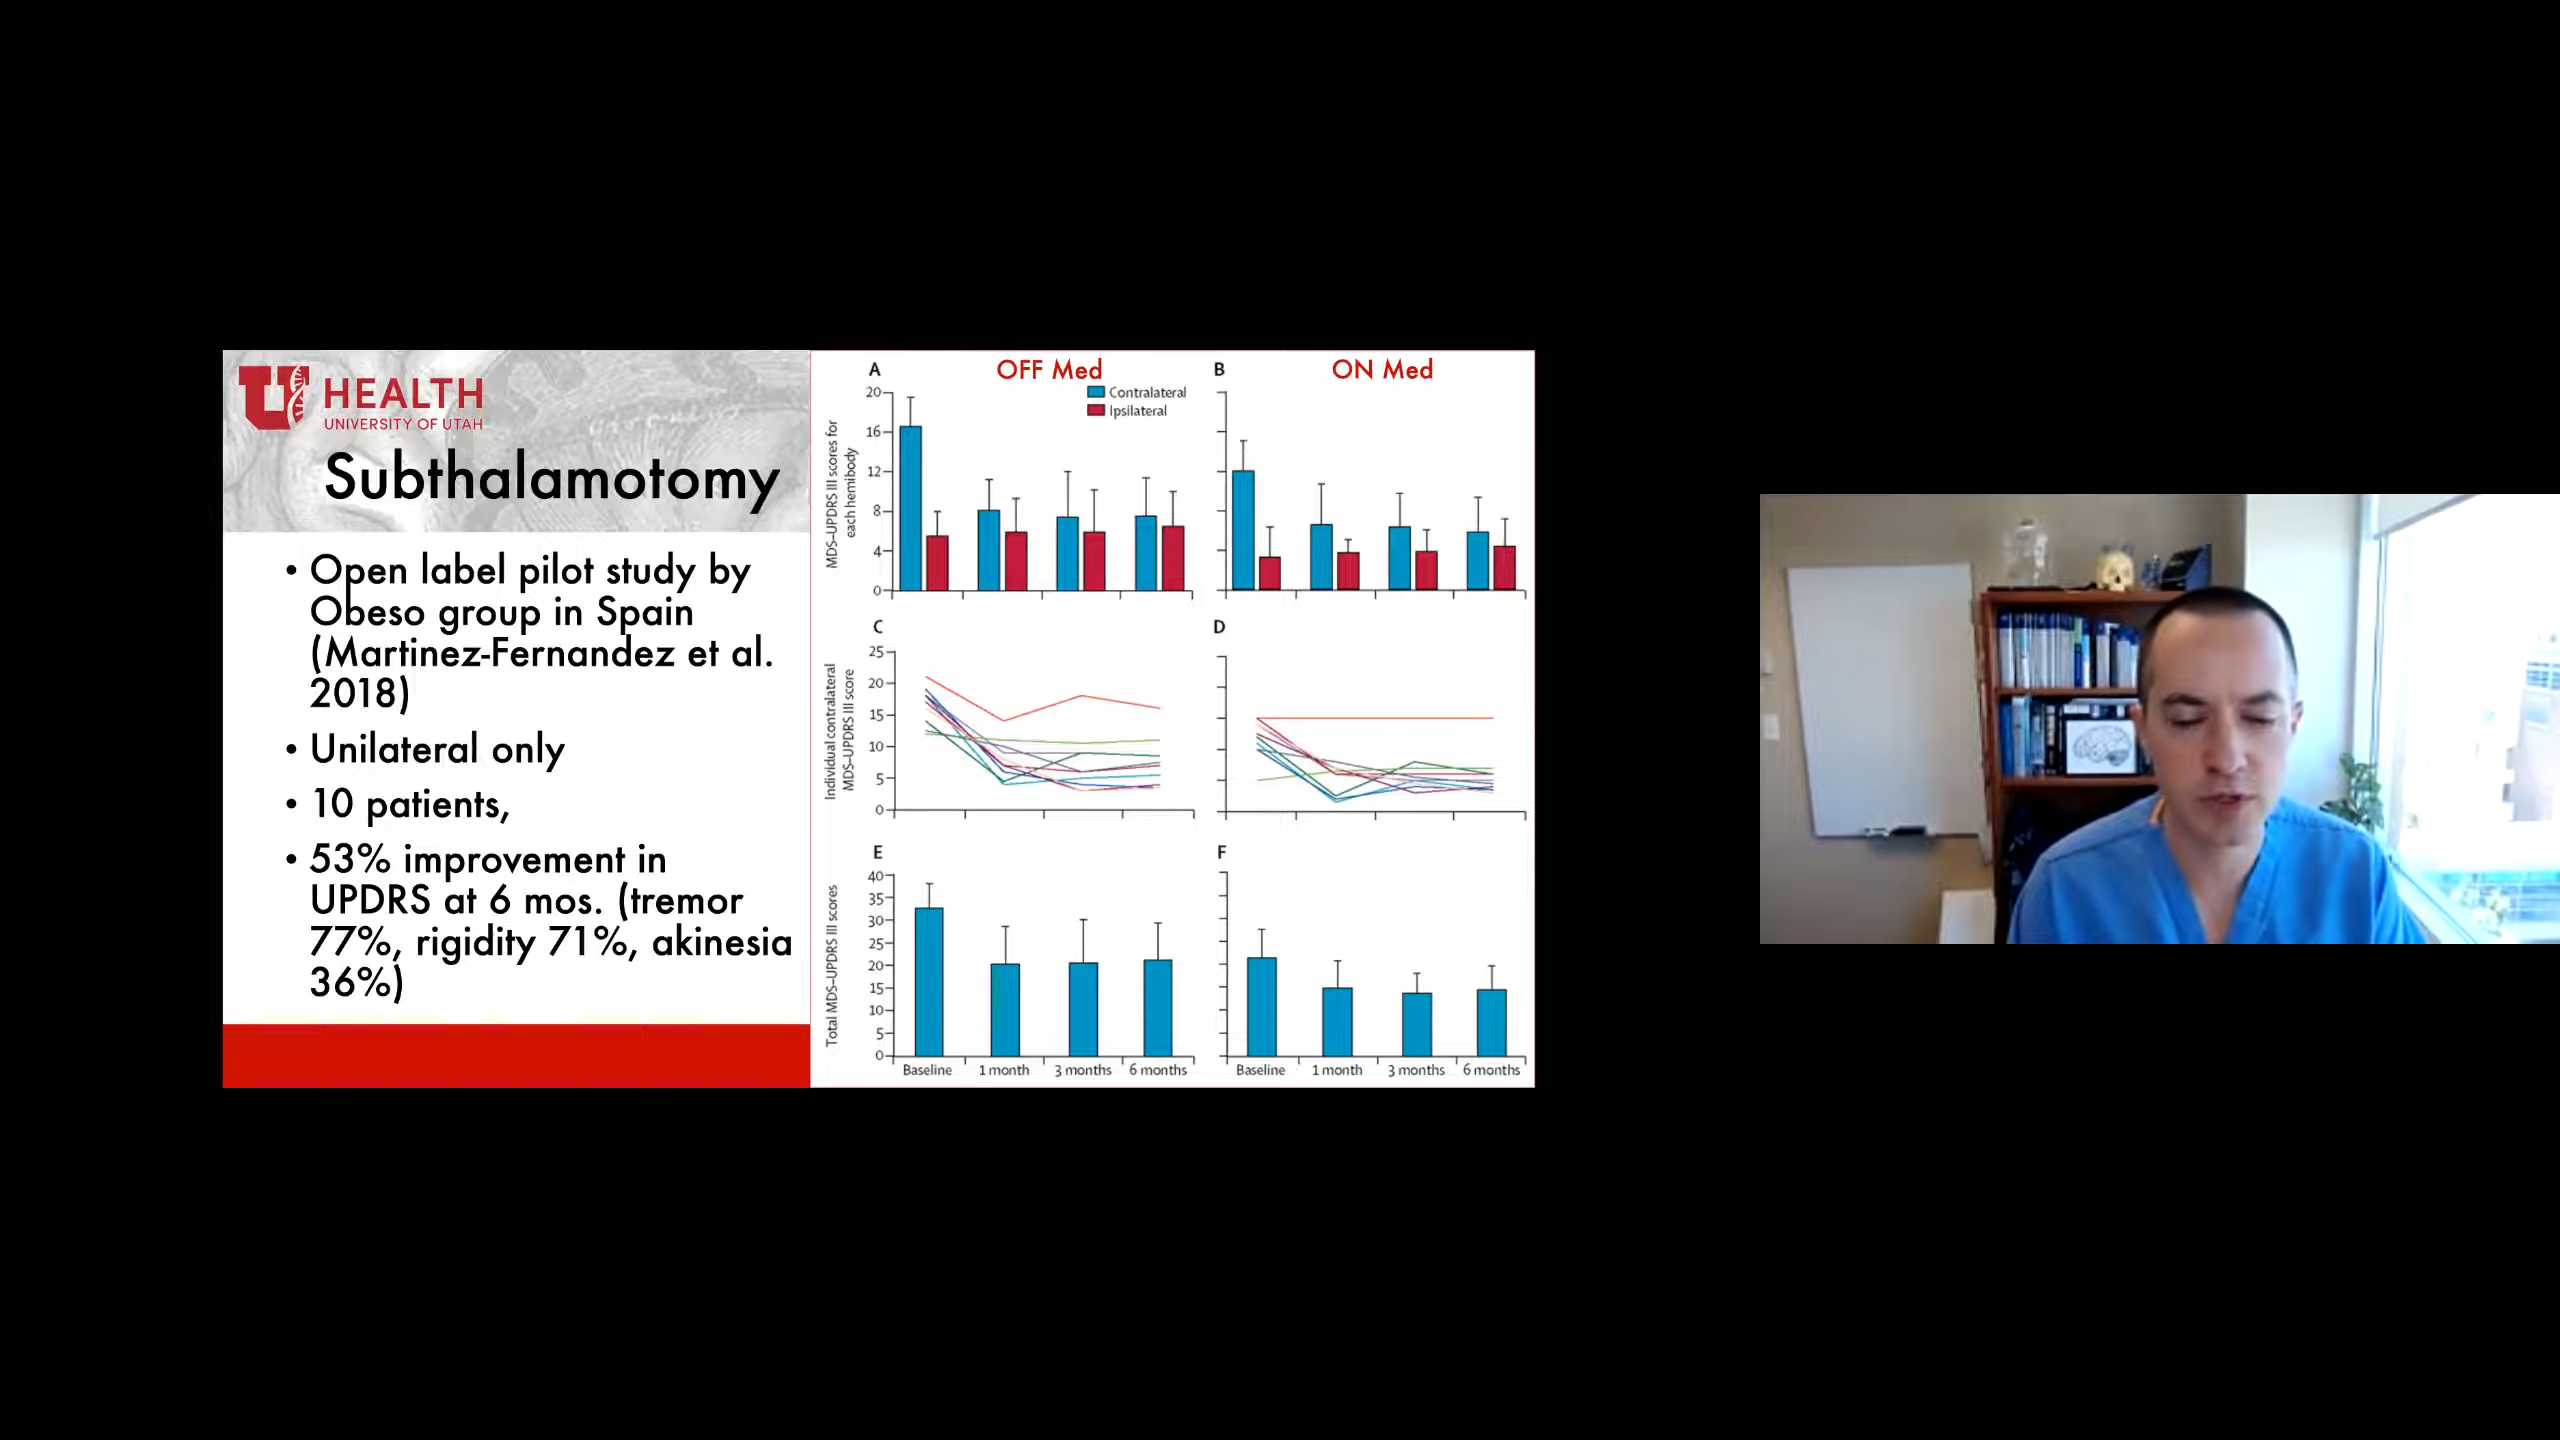 HEALTH
UNIVERSITY OF UTAH
Subthalamotomy
• Open label pilot study by
Obeso group in Spain
(Martinez-Fernandez et al.
2018)
• Unilateral only
• 10 patients,
• 53% improvement in
UPDRS at 6 mos. (tremor
77%, rigidity 71%, akinesia
36%)
A
OFF Med
Contralateral
Ipsilateral
MDS–UPDRS III scores for
each hemibody
20
16
12
8
4
0
B
ON Med
C
Individual contralateral
MDS–UPDRS III score
25
20
15
10
5
0
D
E
Total MDS–UPDRS III scores
40
35
30
25
20
15
10
5
0
Baseline 1 month 3 months 6 months
F
Baseline 1 month 3 months 6 months